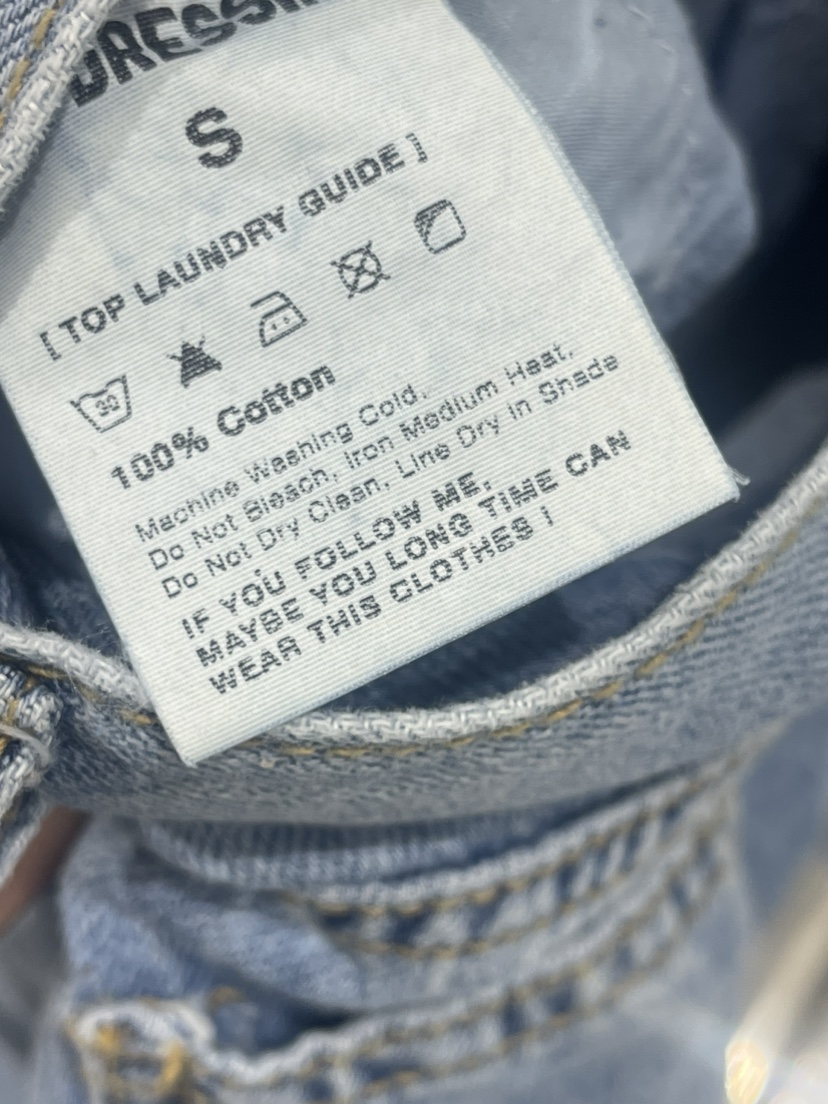 S
[ TOP LAUNDRY GUIDE ]
30
100% Cotton
Machine Washing Cold,
Do Not Bleach, Iron Medium Heat,
Do Not Dry Clean, Line Dry in Shade
IF YOU FOLLOW ME,
MAYBE YOU LONG TIME CAN
WEAR THIS CLOTHES !